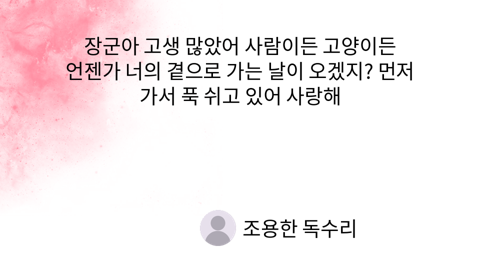 장군아 고생 많았어 사람이든 고양이든
언젠가 너의 곁으로 가는 날이 오겠지? 먼저
가서 푹 쉬고 있어 사랑해
조용한 독수리